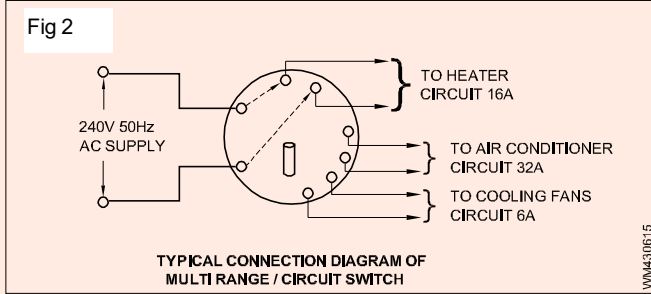 Fig 2
240V 50Hz
AC SUPPLY
TO HEATER
CIRCUIT 16A
TO AIR CONDITIONER
CIRCUIT 32A
TO COOLING FANS
CIRCUIT 6A
TYPICAL CONNECTION DIAGRAM OF
MULTI RANGE / CIRCUIT SWITCH
WM430615